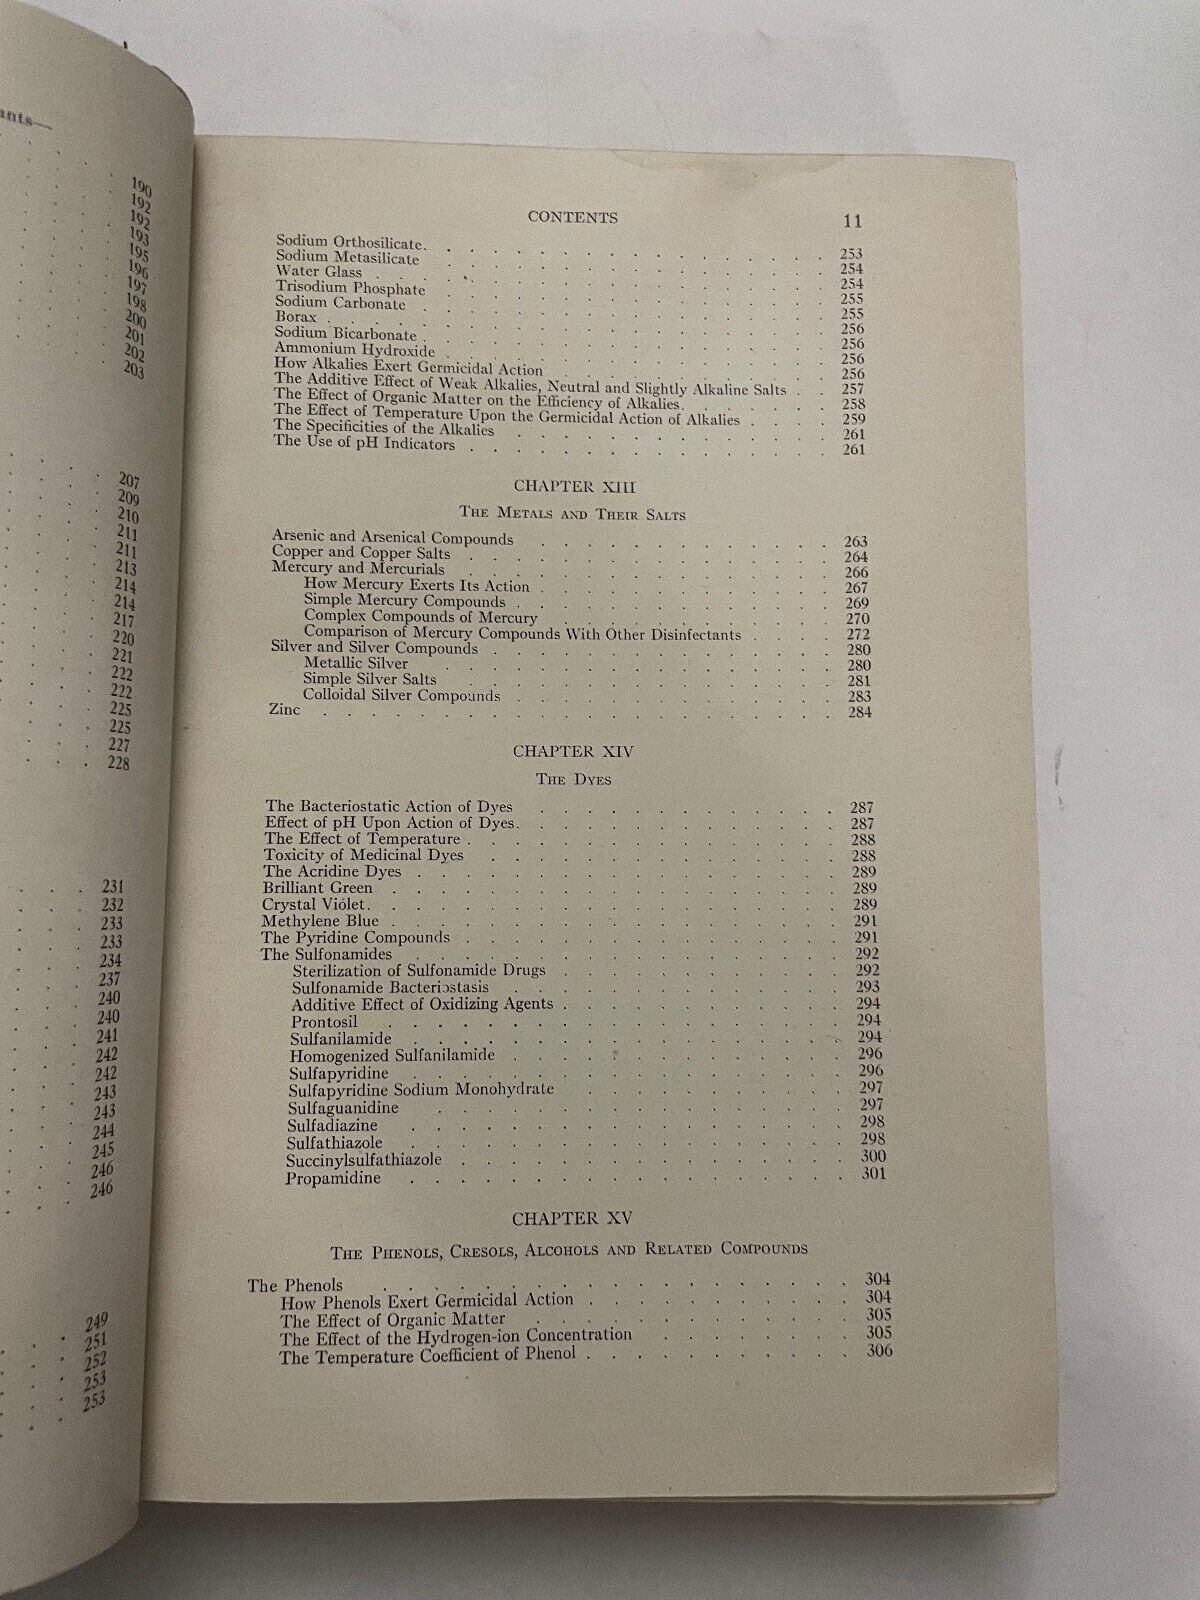 ants—
190
192
192
193
195
196
197
198
200
201
202
203
207
209
210
211
211
213
214
214
217
220
221
222
222
225
225
227
228
231
232
233
233
234
237
240
240
241
242
242
243
243
244
245
246
246
249
251
252
253
253
CONTENTS 11
Sodium Orthosilicate. . . . . . . . . . . . . . . . . . 253
Sodium Metasilicate . . . . . . . . . . . . . . . . . 254
Water Glass . . . . . . . . . . . . . . . . . . . . 254
Trisodium Phosphate . . . . . . . . . . . . . . . . . 255
Sodium Carbonate . . . . . . . . . . . . . . . . . . 255
Borax . . . . . . . . . . . . . . . . . . . . . . 256
Sodium Bicarbonate . . . . . . . . . . . . . . . . . . 256
Ammonium Hydroxide . . . . . . . . . . . . . . . . . 256
How Alkalies Exert Germicidal Action . . . . . . . . . . . . 256
The Additive Effect of Weak Alkalies, Neutral and Slightly Alkaline Salts . . 257
The Effect of Organic Matter on the Efficiency of Alkalies. . . . . . . 258
The Effect of Temperature Upon the Germicidal Action of Alkalies . . . . 259
The Specificities of the Alkalies . . . . . . . . . . . . . . 261
The Use of pH Indicators . . . . . . . . . . . . . . . . 261
CHAPTER XIII
The Metals and Their Salts
Arsenic and Arsenical Compounds . . . . . . . . . . . . . 263
Copper and Copper Salts . . . . . . . . . . . . . . . . 264
Mercury and Mercurials . . . . . . . . . . . . . . . . 266
How Mercury Exerts Its Action . . . . . . . . . . . . . 267
Simple Mercury Compounds . . . . . . . . . . . . . . 269
Complex Compounds of Mercury . . . . . . . . . . . . 270
Comparison of Mercury Compounds With Other Disinfectants . . . . 272
Silver and Silver Compounds . . . . . . . . . . . . . . . 280
Metallic Silver . . . . . . . . . . . . . . . . . 280
Simple Silver Salts . . . . . . . . . . . . . . . . 281
Colloidal Silver Compounds . . . . . . . . . . . . . . 283
Zinc . . . . . . . . . . . . . . . . . . . . . . 284
CHAPTER XIV
The Dyes
The Bacteriostatic Action of Dyes . . . . . . . . . . . . . 287
Effect of pH Upon Action of Dyes. . . . . . . . . . . . . . 287
The Effect of Temperature . . . . . . . . . . . . . . . . 288
Toxicity of Medicinal Dyes . . . . . . . . . . . . . . . 288
The Acridine Dyes . . . . . . . . . . . . . . . . . . 289
Brilliant Green . . . . . . . . . . . . . . . . . . . 289
Crystal Violet. . . . . . . . . . . . . . . . . . . . 289
Methylene Blue . . . . . . . . . . . . . . . . . . . 291
The Pyridine Compounds . . . . . . . . . . . . . . . . 291
The Sulfonamides . . . . . . . . . . . . . . . . . . 292
Sterilization of Sulfonamide Drugs . . . . . . . . . . . . 292
Sulfonamide Bacteriostasis . . . . . . . . . . . . . . 293
Additive Effect of Oxidizing Agents . . . . . . . . . . . . 294
Prontosil . . . . . . . . . . . . . . . . . . . 294
Sulfanilamide . . . . . . . . . . . . . . . . . . 294
Homogenized Sulfanilamide . . . . . . . . . . . . . . 296
Sulfapyridine . . . . . . . . . . . . . . . . . . 296
Sulfapyridine Sodium Monohydrate . . . . . . . . . . . 297
Sulfaguanidine . . . . . . . . . . . . . . . . . 297
Sulfadiazine . . . . . . . . . . . . . . . . . . 298
Sulfathiazole . . . . . . . . . . . . . . . . . . 298
Succinylsulfathiazole . . . . . . . . . . . . . . . . 300
Propamidine . . . . . . . . . . . . . . . . . . 301
CHAPTER XV
The Phenols, Cresols, Alcohols and Related Compounds
The Phenols . . . . . . . . . . . . . . . . . . . . 304
How Phenols Exert Germicidal Action . . . . . . . . . . . 304
The Effect of Organic Matter . . . . . . . . . . . . . . 305
The Effect of the Hydrogen-ion Concentration . . . . . . . . 305
The Temperature Coefficient of Phenol . . . . . . . . . . . 306